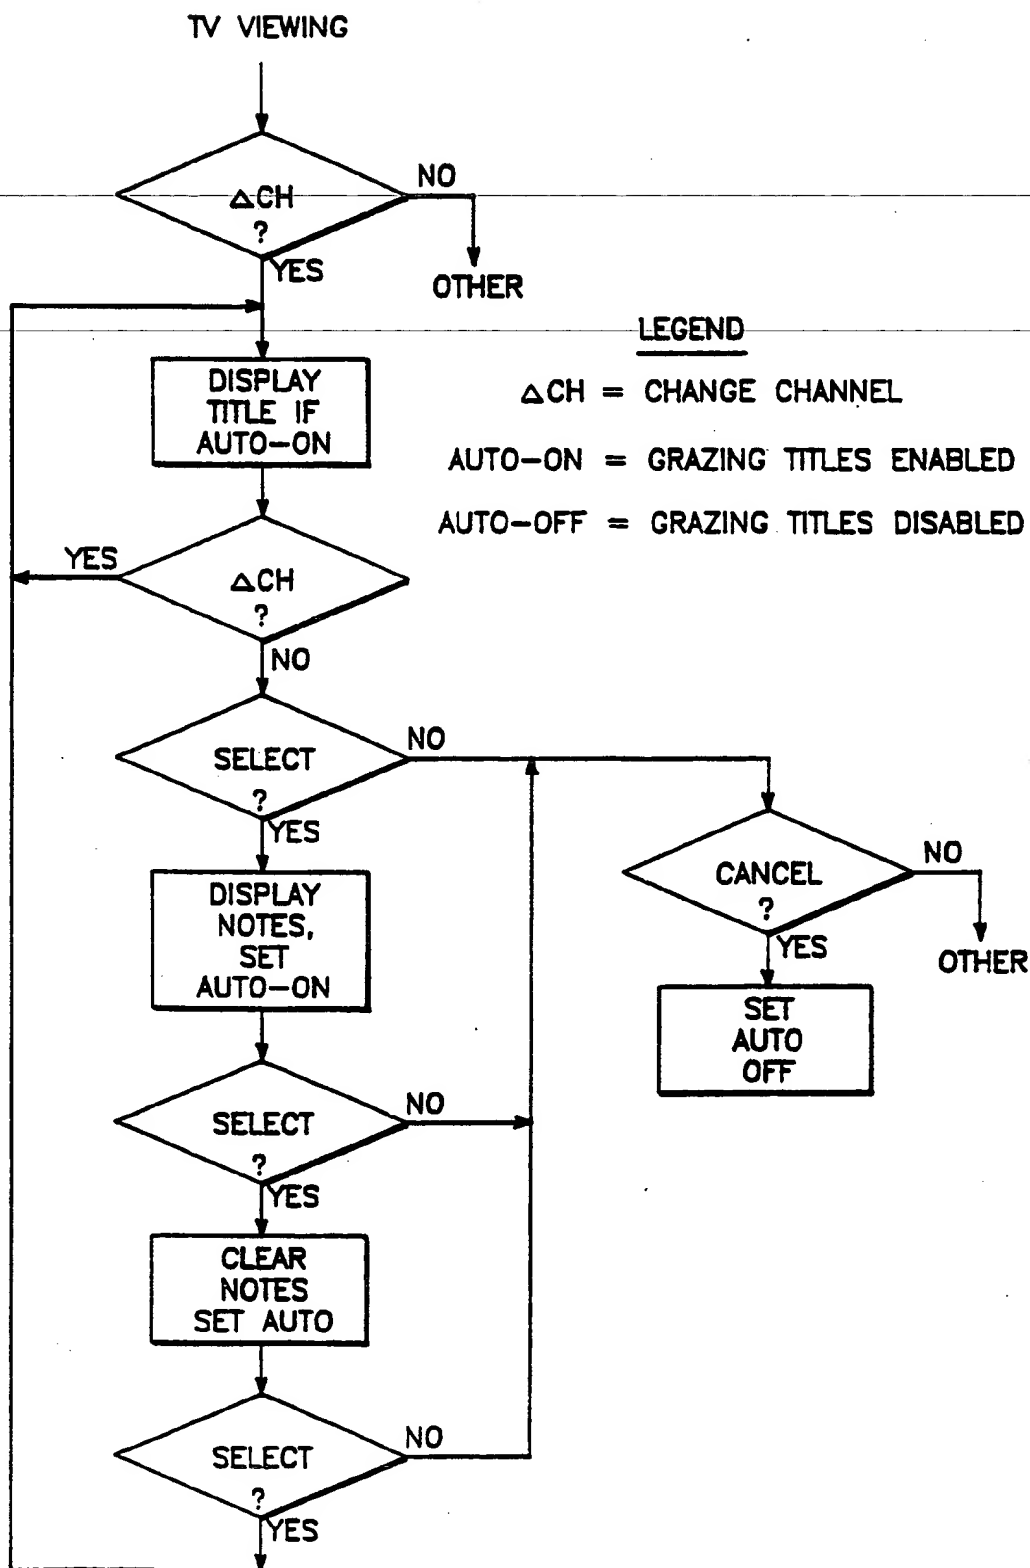 TV VIEWING
△CH
?
NO
YES
OTHER
LEGEND
△CH = CHANGE CHANNEL
AUTO-ON = GRAZING TITLES ENABLED
AUTO-OFF = GRAZING TITLES DISABLED
DISPLAY
TITLE IF
AUTO-ON
YES
△CH
?
NO
SELECT
?
NO
YES
DISPLAY
NOTES,
SET
AUTO-ON
CANCEL
?
NO
YES
OTHER
SET
AUTO
OFF
SELECT
?
NO
YES
CLEAR
NOTES
SET AUTO
SELECT
?
NO
YES